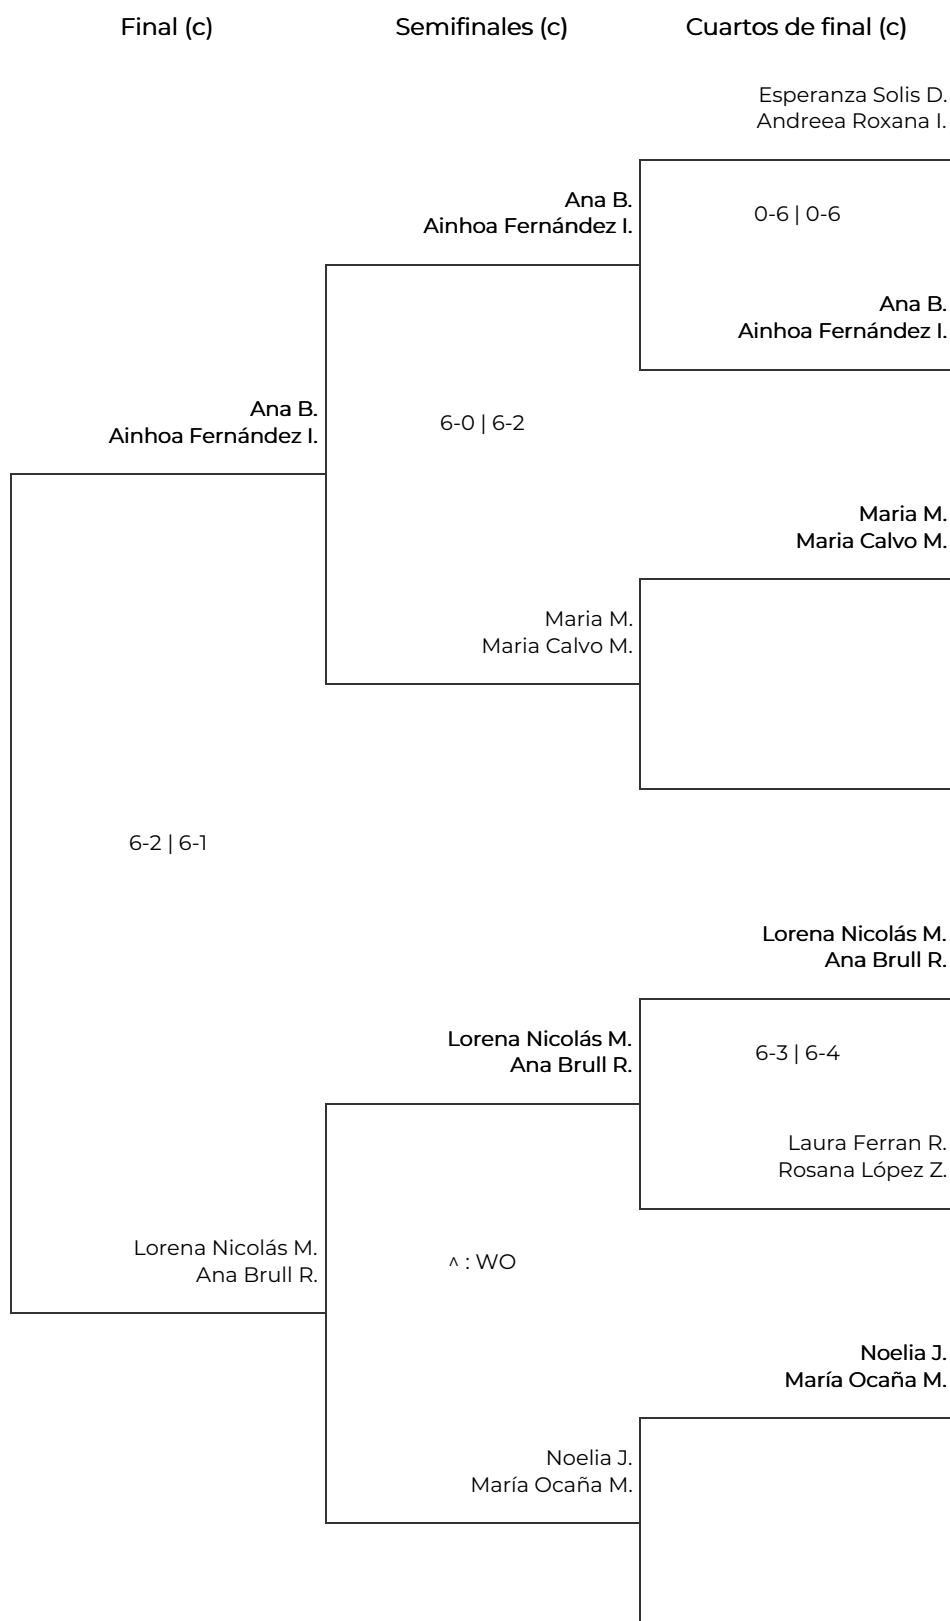 Final (c)
Semifinales (c)
Cuartos de final (c)
Esperanza Solis D.
Andreea Roxana I.
Ana B.
Ainhoa Fernández I.
0-6 | 0-6
Ana B.
Ainhoa Fernández I.
Ana B.
Ainhoa Fernández I.
6-0 | 6-2
Maria M.
Maria Calvo M.
Maria M.
Maria Calvo M.
6-2 | 6-1
Lorena Nicolás M.
Ana Brull R.
Lorena Nicolás M.
Ana Brull R.
6-3 | 6-4
Laura Ferran R.
Rosana López Z.
Lorena Nicolás M.
Ana Brull R.
^ : WO
Noelia J.
María Ocaña M.
Noelia J.
María Ocaña M.